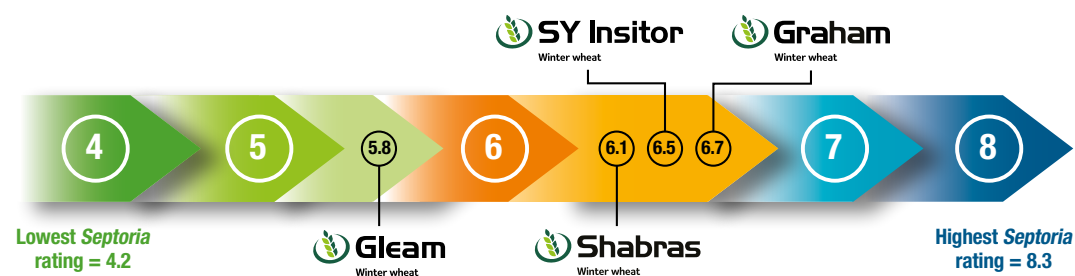 SY Insitor
Winter wheat
Graham
Winter wheat
4
5
5.8
6
6.1
6.5
6.7
7
8
Lowest Septoria
rating = 4.2
Gleam
Winter wheat
Shabras
Winter wheat
Highest Septoria
rating = 8.3